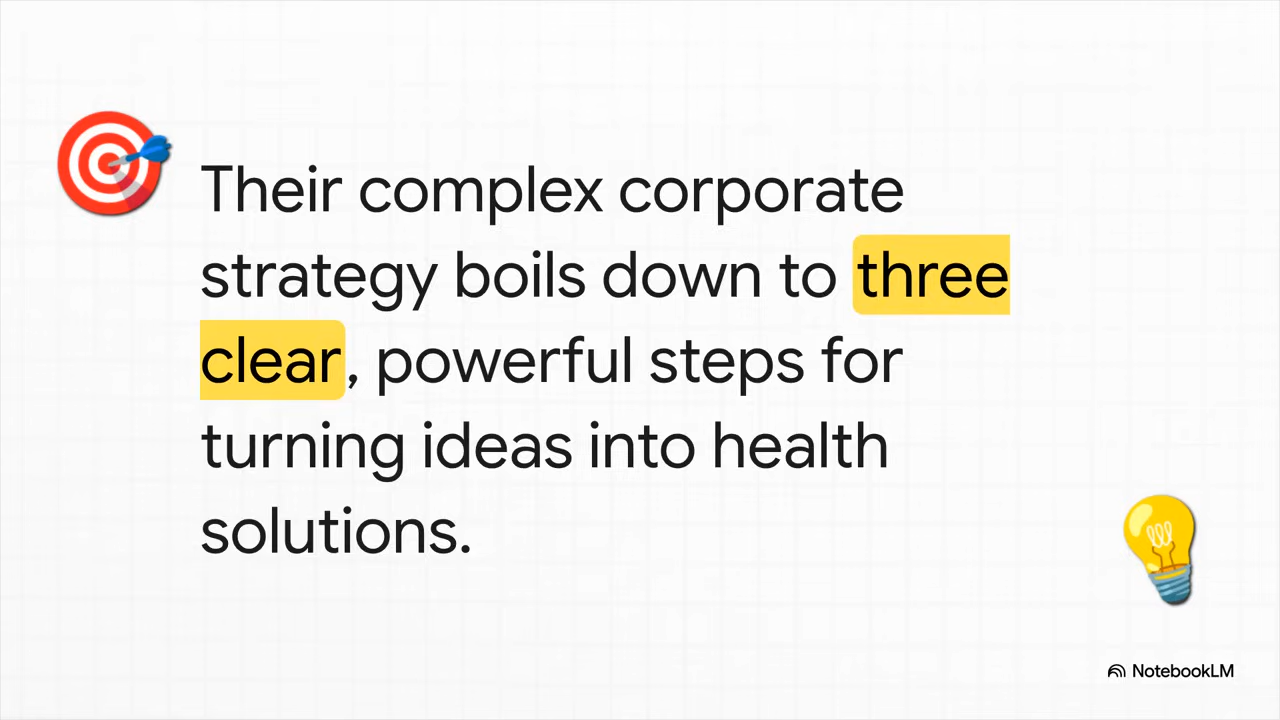 Their complex corporate
strategy boils down to three
clear, powerful steps for
turning ideas into health
solutions.
NotebookLM